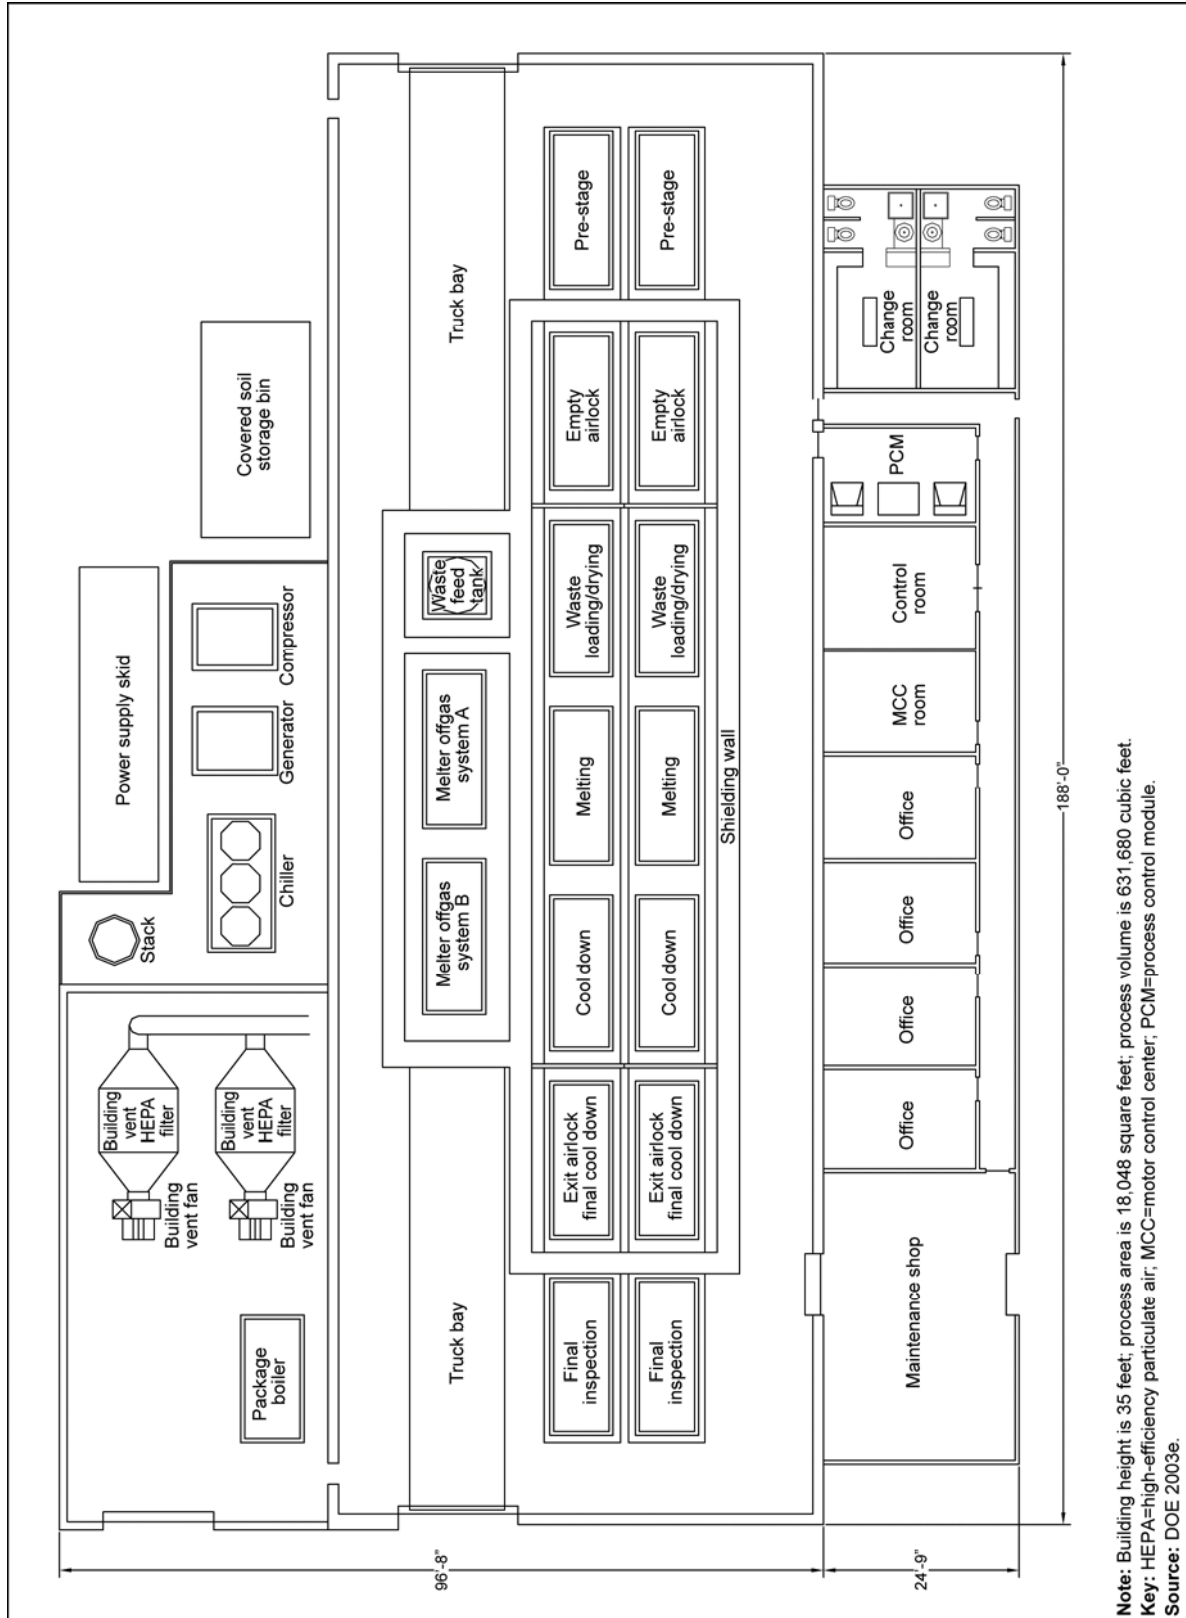 Power supply skid
Stack
Building
vent
HEPA
filter
Building
vent fan
Covered soil
storage bin
Building
vent
HEPA
filter
Building
vent fan
Package
boiler
Chiller
Generator
Compressor
96'-8"
Truck bay
Melter offgas
system B
Melter offgas
system A
Waste
feed
tank
Truck bay
Final
inspection
Exit airlock
final cool down
Cool down
Melting
Waste
loading/drying
Empty
airlock
Pre-stage
Final
inspection
Exit airlock
final cool down
Cool down
Melting
Waste
loading/drying
Empty
airlock
Pre-stage
Shielding wall
24'-9"
Maintenance shop
Office
Office
Office
Office
MCC
room
Control
room
PCM
Change
room
Change
room
188'-0"
Note: Building height is 35 feet; process area is 18,048 square feet; process volume is 631,680 cubic feet.
Key: HEPA=high-efficiency particulate air; MCC=motor control center; PCM=process control module.
Source: DOE 2003e.